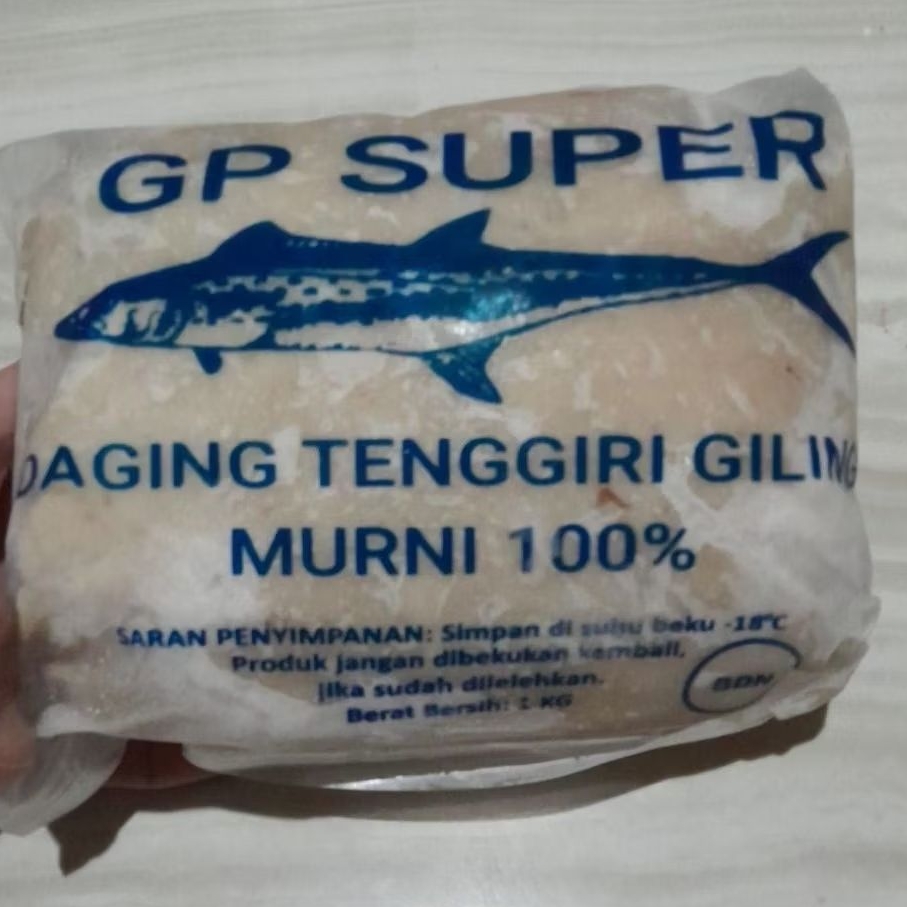 GP SUPER
DAGING TENGGIRI GILING
MURNI 100%
SARAN PENYIMPANAN: Simpan di suhu beku -18°C
Produk jangan dibekukan kembali,
jika sudah dilelehkan.
Berat Bersih: 1 KG